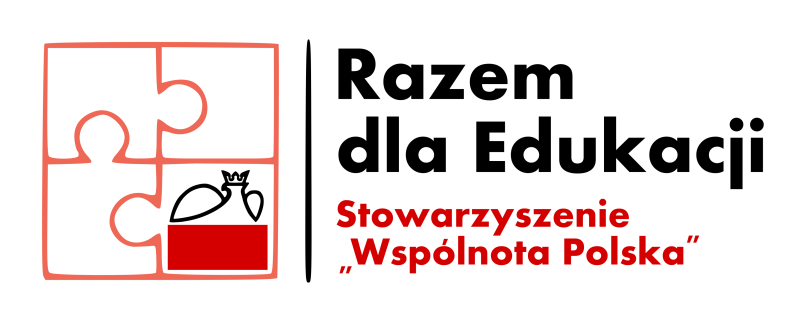 Razem
dla Edukacji
Stowarzyszenie
„Wspólnota Polska”